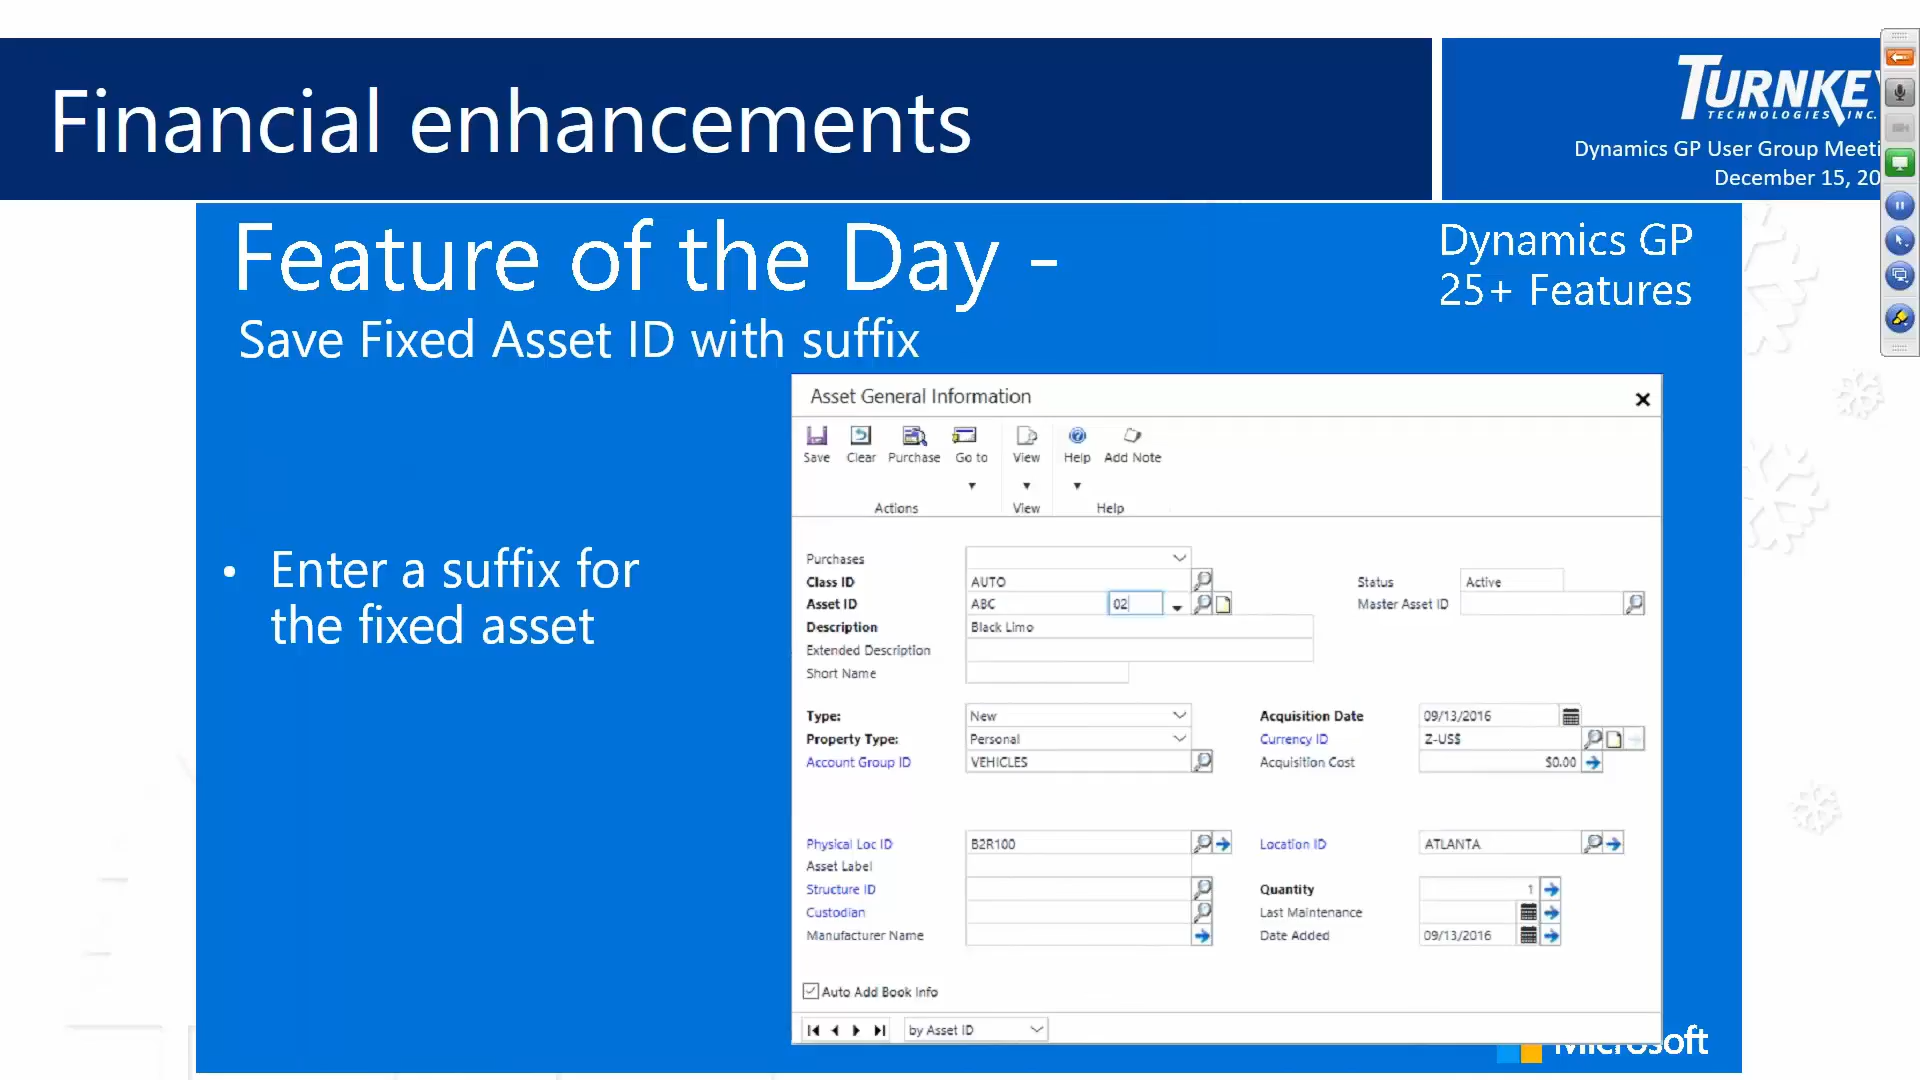 Financial enhancements
TURNKEY
TECHNOLOGIES, INC.
Dynamics GP User Group
December 15,
Feature of the Day -
Save Fixed Asset ID with suffix
Dynamics GP
25+ Features
• Enter a suffix for
the fixed asset
Asset General Information
Save Clear Purchase Go to View Help Add Note
Actions View Help
Purchases
Class ID AUTO Status Active
Asset ID ABC 02 Master Asset ID
Description Black Limo
Extended Description
Short Name
Type: New Acquisition Date 09/13/2016
Property Type: Personal Currency ID Z-US$
Account Group ID VEHICLES Acquisition Cost $0.00
Physical Loc ID B2R100 Location ID ATLANTA
Asset Label
Structure ID Quantity 1
Custodian Last Maintenance
Manufacturer Name Date Added 09/13/2016
Auto Add Book Info
by Asset ID
Microsoft